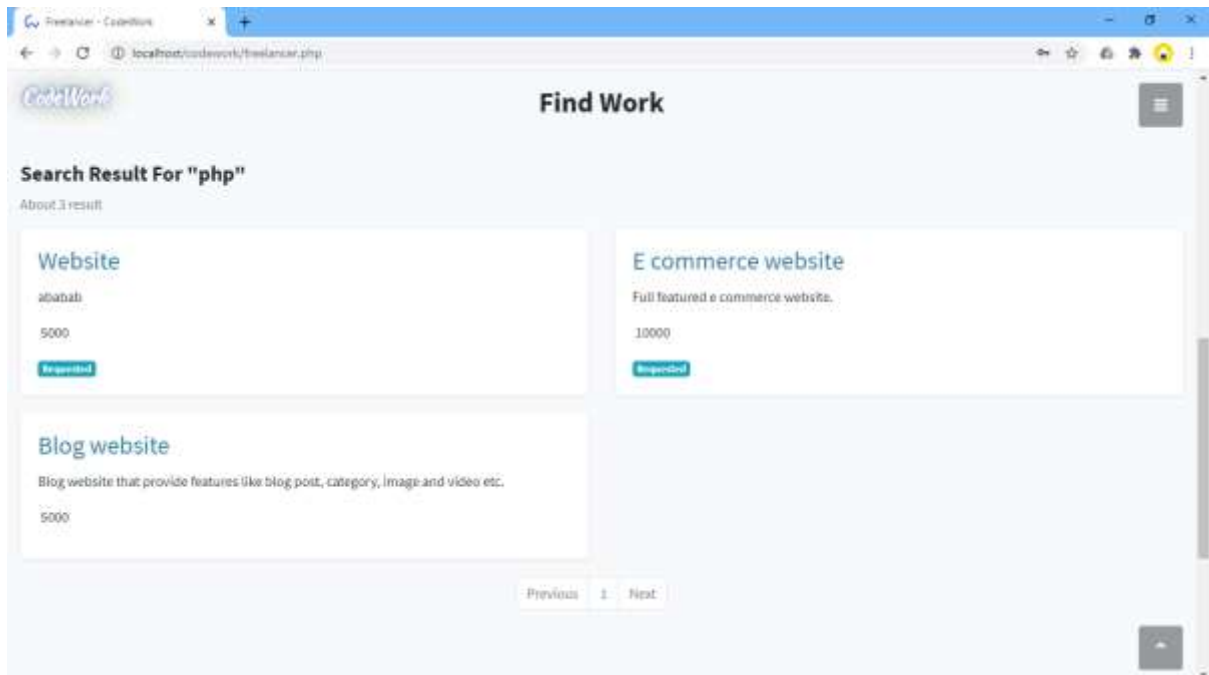 Freelancer - CodeWork
localhost/codework/freelancer.php
CodeWork
Find Work
Search Result For "php"
About 3 result
Website
ababab
5000
Requested
E commerce website
Full featured e commerce website.
10000
Requested
Blog website
Blog website that provide features like blog post, category, image and video etc.
5000
Previous 1 Next